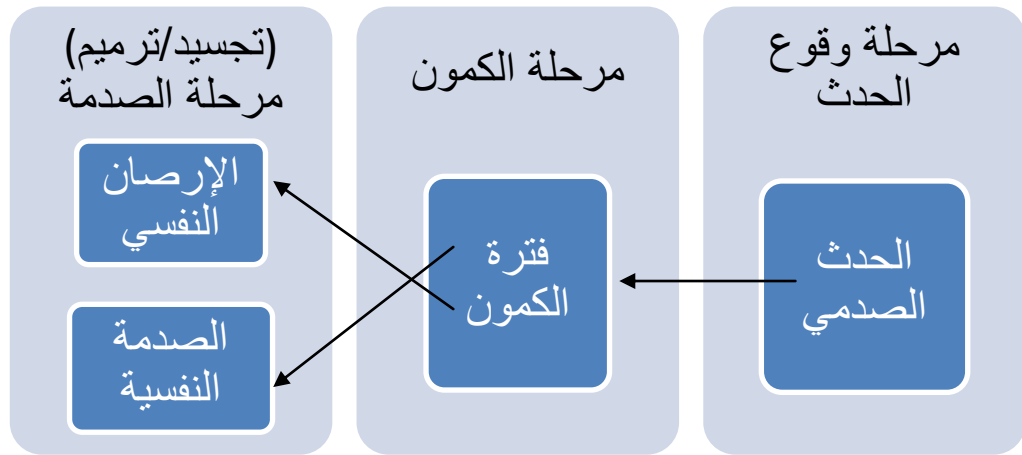 مرحلة وقوع
الحدث
الحدث
الصدمي
مرحلة الكمون
فترة
الكمون
(تجسيد/ترميم)
مرحلة الصدمة
الإرصان
النفسي
الصدمة
النفسية